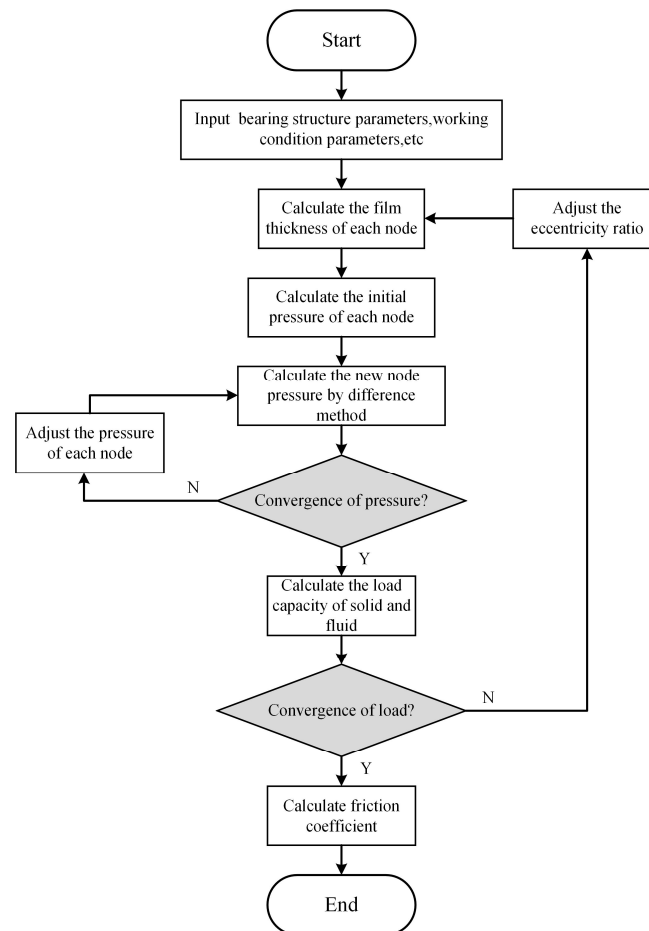 Start
Input  bearing structure parameters,working
condition parameters,etc
Calculate the film
thickness of each node
Adjust the
eccentricity ratio
Calculate the initial
pressure of each node
Calculate the new node
pressure by difference
method
Adjust the pressure
of each node
N
Convergence of pressure?
Y
Calculate the load
capacity of solid and
fluid
N
Convergence of load?
Y
Calculate friction
coefficient
End